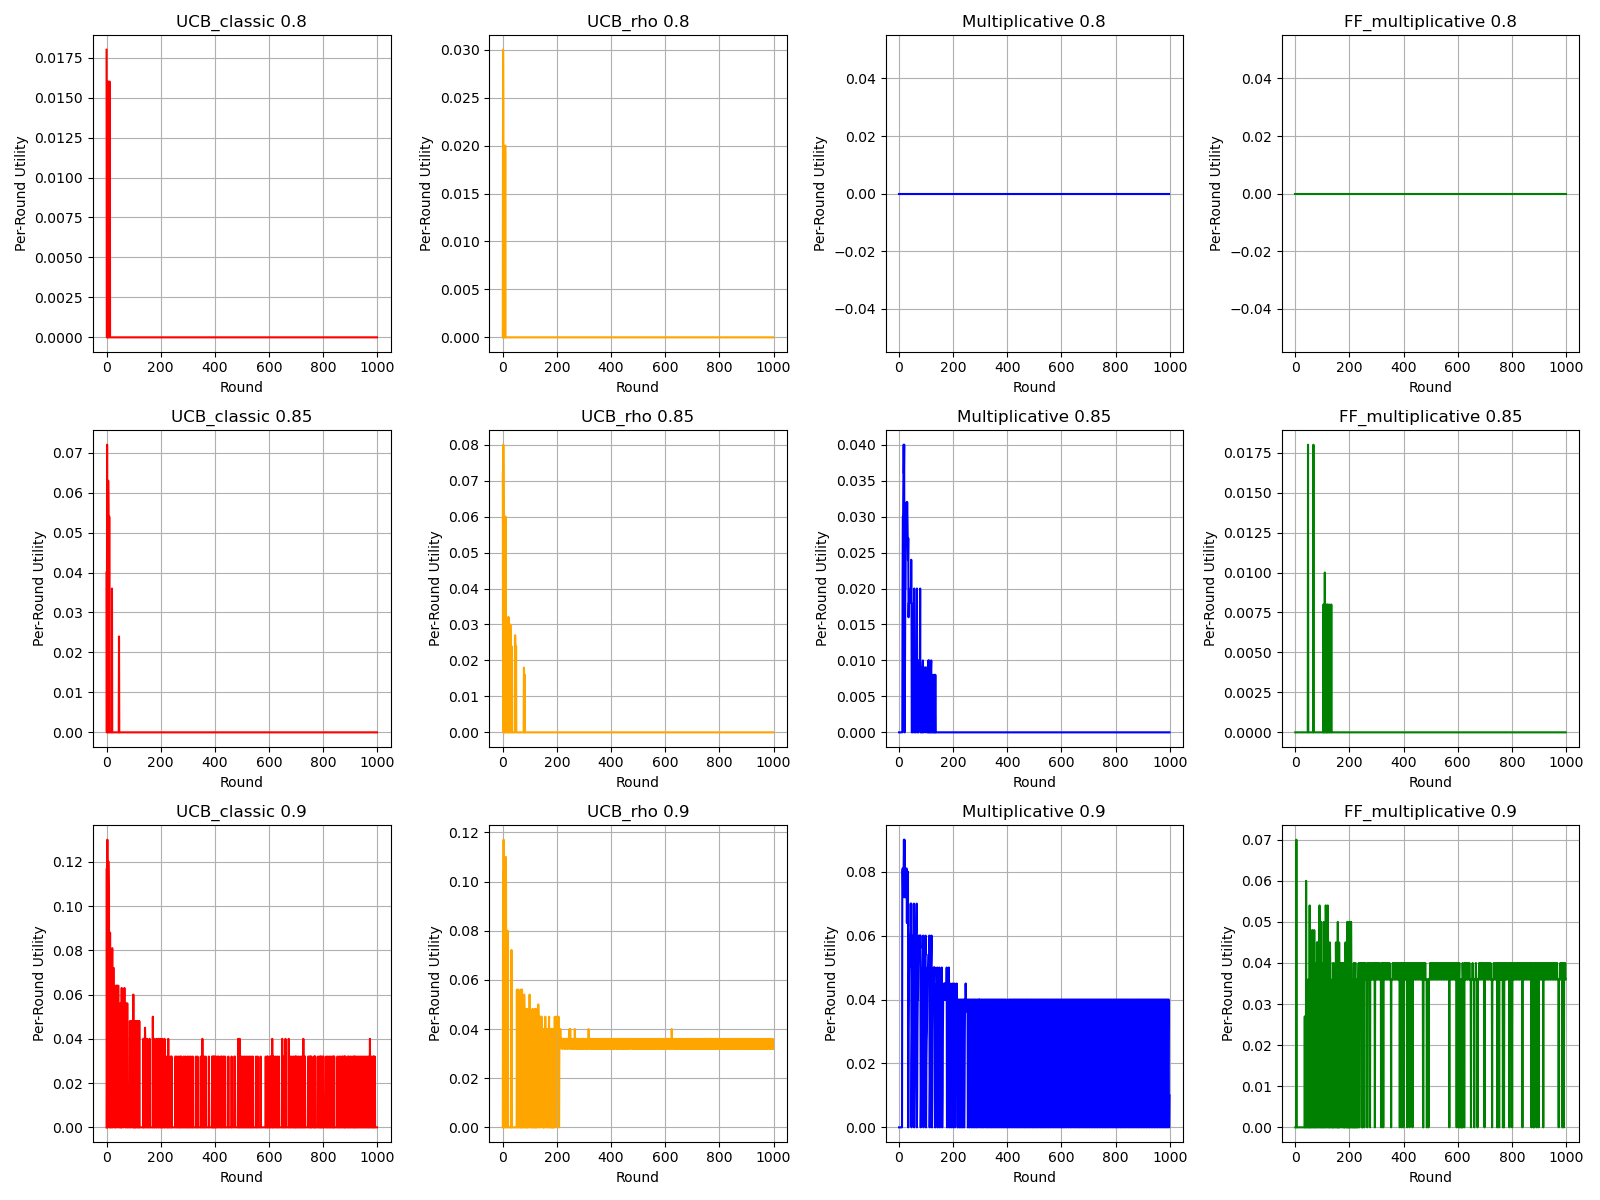 UCB_classic 0.8
UCB_rho 0.8
Multiplicative 0.8
FF_multiplicative 0.8
0.0175
0.0150
0.0125
0.0100
0.0075
0.0050
0.0025
0.0000
Per-Round Utility
0 200 400 600 800 1000
Round
0.030
0.025
0.020
0.015
0.010
0.005
0.000
Per-Round Utility
0 200 400 600 800 1000
Round
0.04
0.02
0.00
−0.02
−0.04
Per-Round Utility
0 200 400 600 800 1000
Round
0.04
0.02
0.00
−0.02
−0.04
Per-Round Utility
0 200 400 600 800 1000
Round
UCB_classic 0.85
UCB_rho 0.85
Multiplicative 0.85
FF_multiplicative 0.85
0.07
0.06
0.05
0.04
0.03
0.02
0.01
0.00
Per-Round Utility
0 200 400 600 800 1000
Round
0.08
0.07
0.06
0.05
0.04
0.03
0.02
0.01
0.00
Per-Round Utility
0 200 400 600 800 1000
Round
0.040
0.035
0.030
0.025
0.020
0.015
0.010
0.005
0.000
Per-Round Utility
0 200 400 600 800 1000
Round
0.0175
0.0150
0.0125
0.0100
0.0075
0.0050
0.0025
0.0000
Per-Round Utility
0 200 400 600 800 1000
Round
UCB_classic 0.9
UCB_rho 0.9
Multiplicative 0.9
FF_multiplicative 0.9
0.12
0.10
0.08
0.06
0.04
0.02
0.00
Per-Round Utility
0 200 400 600 800 1000
Round
0.12
0.10
0.08
0.06
0.04
0.02
0.00
Per-Round Utility
0 200 400 600 800 1000
Round
0.08
0.06
0.04
0.02
0.00
Per-Round Utility
0 200 400 600 800 1000
Round
0.07
0.06
0.05
0.04
0.03
0.02
0.01
0.00
Per-Round Utility
0 200 400 600 800 1000
Round